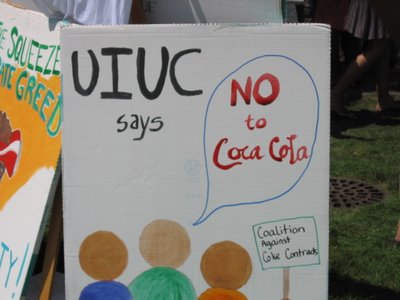 UIUC
says
NO
to
Coca Cola
Coalition
Against
Coke Contracts
SQUEEZE
GREED